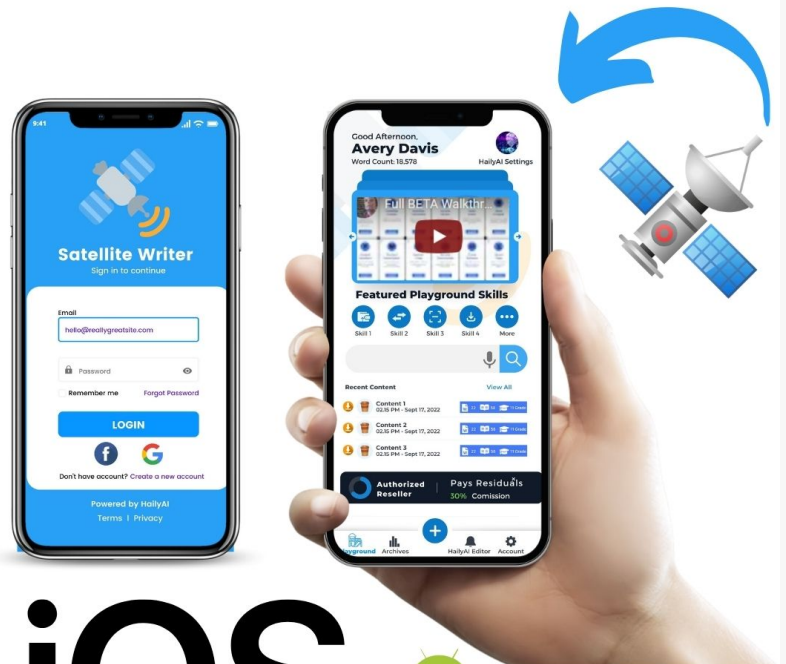 9:41
Satellite Writer
Sign in to continue
Email
hello@reallygreatsite.com
Password
Remember me
Forgot Password
LOGIN
Don't have account? Create a new account
Powered by HailyAI
Terms | Privacy
Good Afternoon,
Avery Davis
Word Count: 18,578
HailyAI Settings
Full BETA Walkthr...
Featured Playground Skills
Skill 1
Skill 2
Skill 3
Skill 4
More
Recent Content
View All
Content 1
02.15 PM - Sept 17, 2022
Content 2
02.15 PM - Sept 17, 2022
Content 3
02.15 PM - Sept 17, 2022
Authorized
Reseller
Pays Residuals
30% Comission
Playground
Archives
HailyAI Editor
Account
iOS